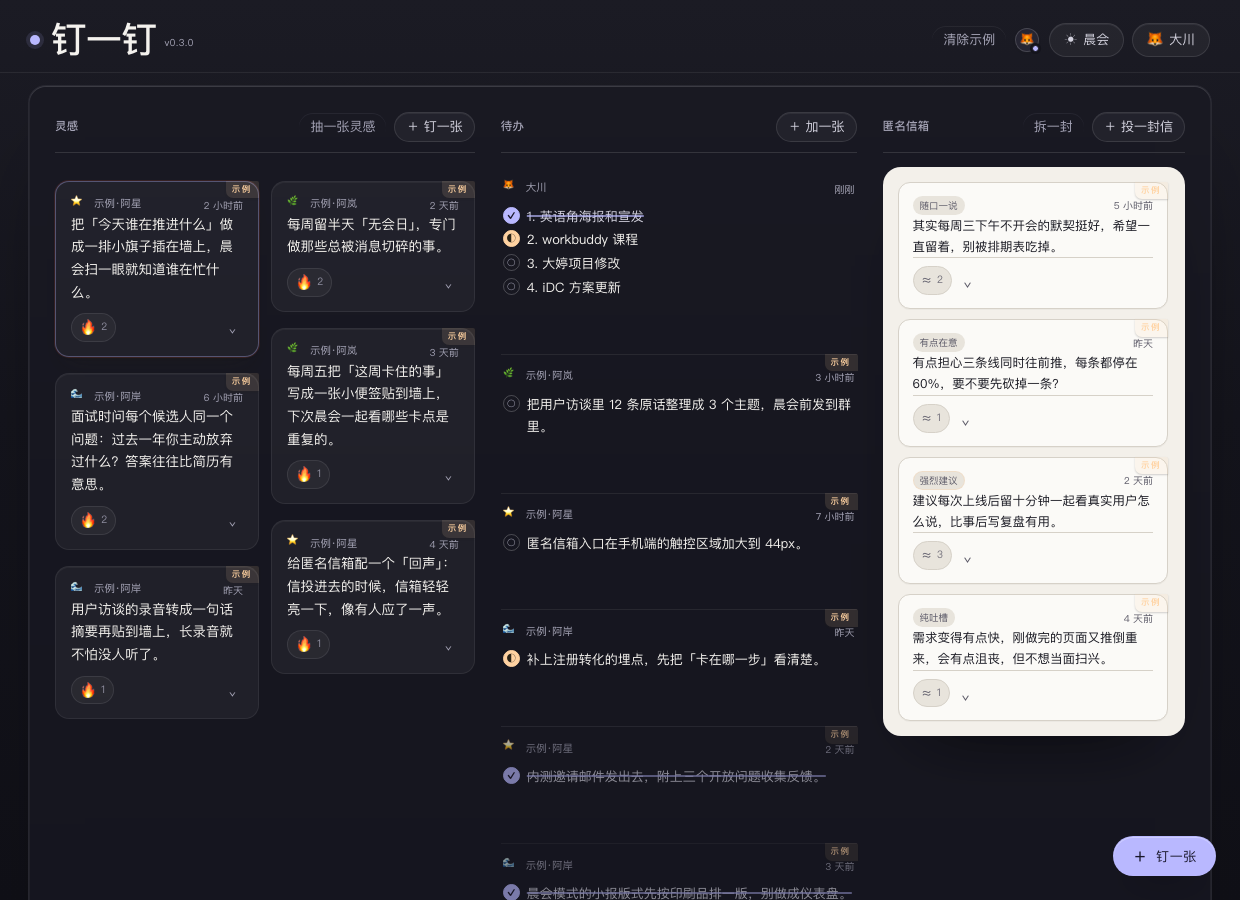 钉一钉 v0.3.0
清除示例
晨会
大川
灵感
抽一张灵感
+ 钉一张
示例
示例·阿星
2 小时前
把「今天谁在推进什么」做
成一排小旗子插在墙上，晨
会扫一眼就知道谁在忙什
么。
2
示例
示例·阿岸
6 小时前
面试时问每个候选人同一个
问题：过去一年你主动放弃
过什么？答案往往比简历有
意思。
2
示例
示例·阿岸
昨天
用户访谈的录音转成一句话
摘要再贴到墙上，长录音就
不怕没人听了。
1
示例
示例·阿岚
2 天前
每周留半天「无会日」，专门
做那些总被消息切碎的事。
2
示例
示例·阿岚
3 天前
每周五把「这周卡住的事」
写成一张小便签贴到墙上，
下次晨会一起看哪些卡点是
重复的。
1
示例
示例·阿星
4 天前
给匿名信箱配一个「回声」：
信投进去的时候，信箱轻轻
亮一下，像有人应了一声。
1
待办
+ 加一张
大川
刚刚
1. 英语角海报和宣发
2. workbuddy 课程
3. 大婷项目修改
4. iDC 方案更新
示例
示例·阿岚
3 小时前
把用户访谈里 12 条原话整理成 3 个主题，晨会前发到群
里。
示例
示例·阿星
7 小时前
匿名信箱入口在手机端的触控区域加大到 44px。
示例
示例·阿岸
昨天
补上注册转化的埋点，先把「卡在哪一步」看清楚。
示例
示例·阿星
2 天前
内测邀请邮件发出去，附上三个开放问题收集反馈。
示例
示例·阿岸
3 天前
晨会模式的小报版式先按印刷品排一版，别做成仪表盘。
匿名信箱
拆一封
+ 投一封信
示例
随口一说
5 小时前
其实每周三下午不开会的默契挺好，希望一
直留着，别被排期表吃掉。
≈ 2
示例
有点在意
昨天
有点担心三条线同时往前推，每条都停在
60%，要不要先砍掉一条？
≈ 1
示例
强烈建议
2 天前
建议每次上线后留十分钟一起看真实用户怎
么说，比事后写复盘有用。
≈ 3
示例
纯吐槽
4 天前
需求变得有点快，刚做完的页面又推倒重
来，会有点沮丧，但不想当面扫兴。
≈ 1
+ 钉一张